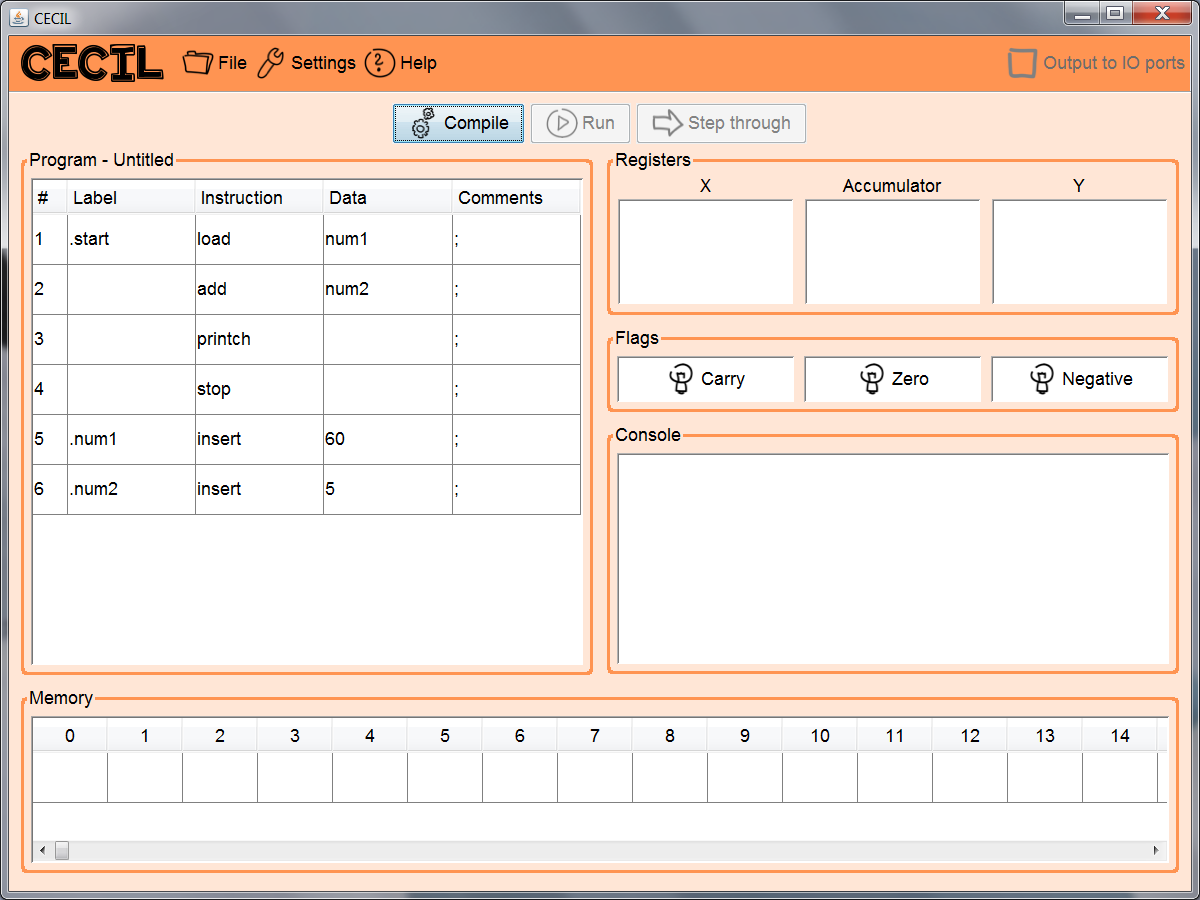 CECIL
CECIL File Settings ? Help Output to IO ports
Compile Run Step through
Program - Untitled
# Label Instruction Data Comments
1 .start load num1 ;
2 add num2 ;
3 printch ;
4 stop ;
5 .num1 insert 60 ;
6 .num2 insert 5 ;
Registers
X Accumulator Y
Flags
Carry Zero Negative
Console
Memory
0 1 2 3 4 5 6 7 8 9 10 11 12 13 14